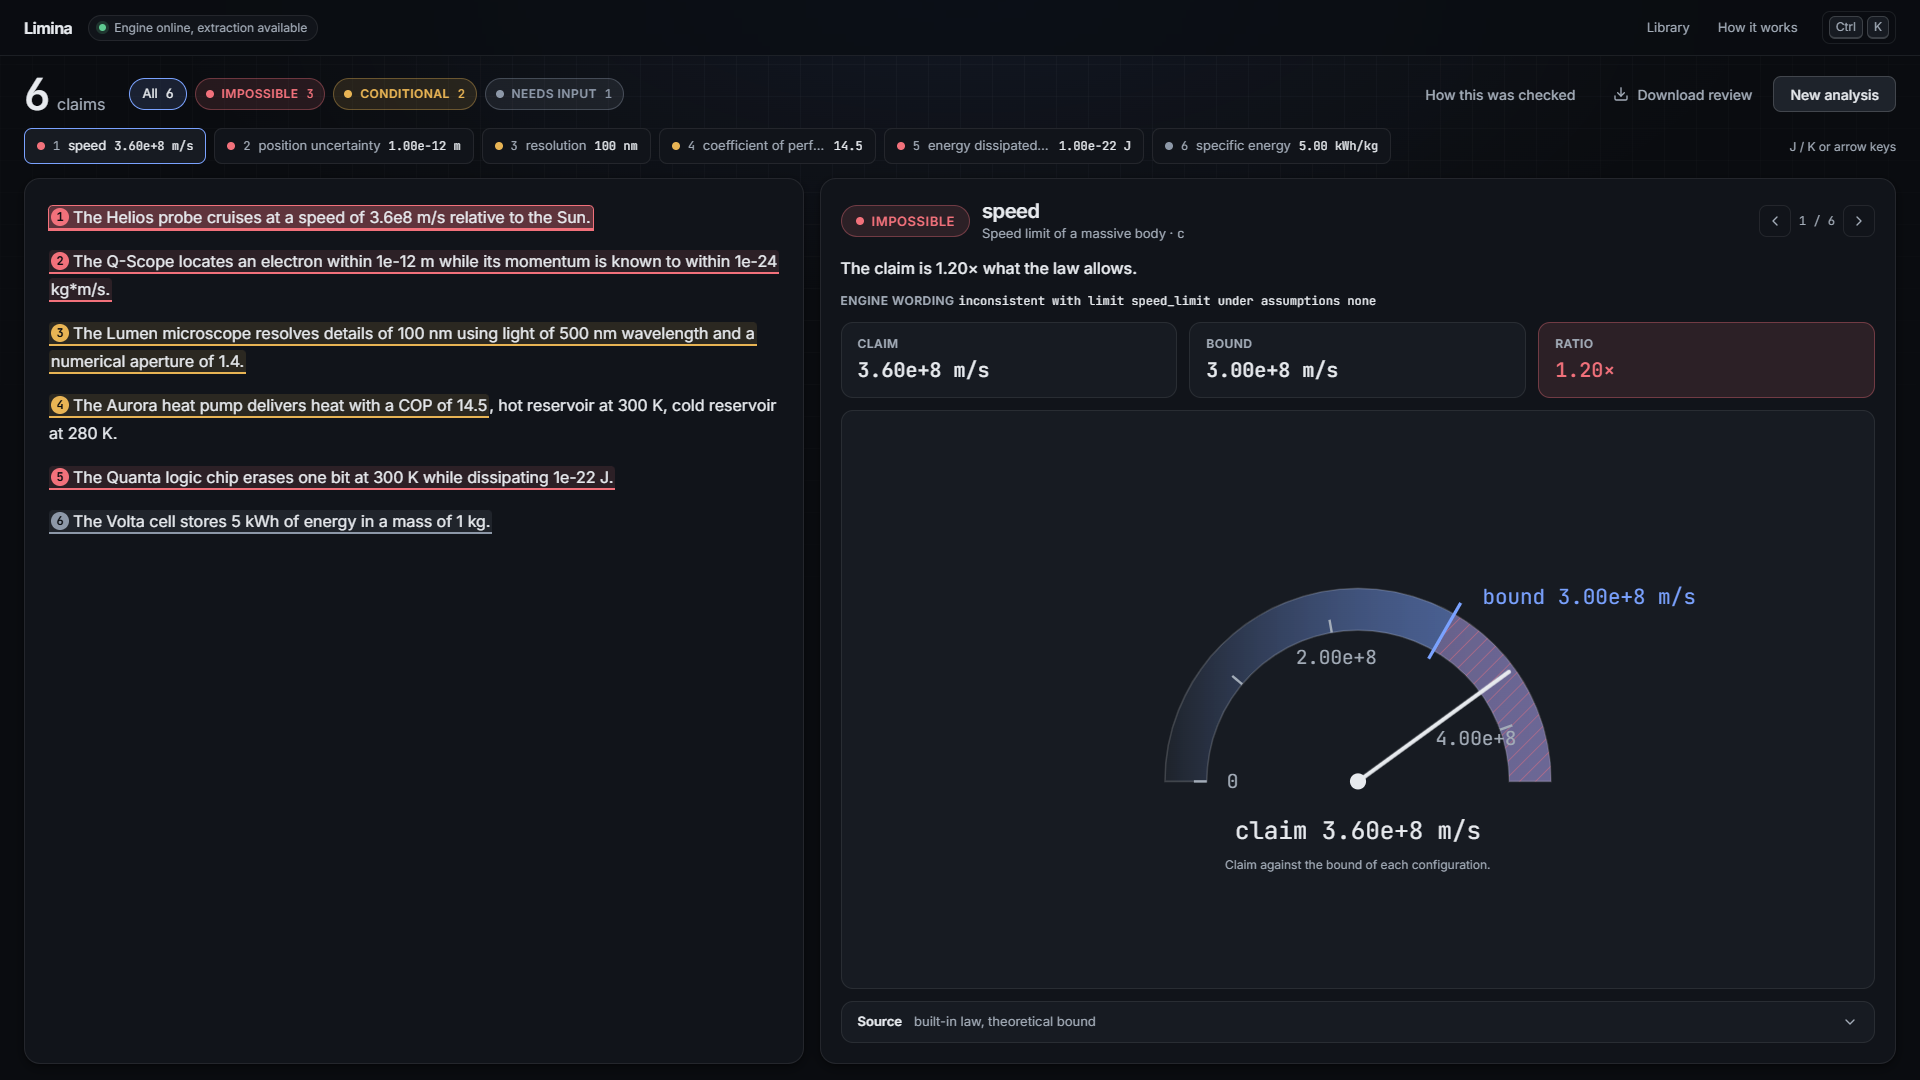 Limina
Engine online, extraction available
Library
How it works
Ctrl K
6 claims
All 6
IMPOSSIBLE 3
CONDITIONAL 2
NEEDS INPUT 1
How this was checked
Download review
New analysis
1 speed 3.60e+8 m/s
2 position uncertainty 1.00e-12 m
3 resolution 100 nm
4 coefficient of perf... 14.5
5 energy dissipated... 1.00e-22 J
6 specific energy 5.00 kWh/kg
J / K or arrow keys
1 The Helios probe cruises at a speed of 3.6e8 m/s relative to the Sun.
2 The Q-Scope locates an electron within 1e-12 m while its momentum is known to within 1e-24
kg*m/s.
3 The Lumen microscope resolves details of 100 nm using light of 500 nm wavelength and a
numerical aperture of 1.4.
4 The Aurora heat pump delivers heat with a COP of 14.5, hot reservoir at 300 K, cold reservoir
at 280 K.
5 The Quanta logic chip erases one bit at 300 K while dissipating 1e-22 J.
6 The Volta cell stores 5 kWh of energy in a mass of 1 kg.
IMPOSSIBLE
speed
Speed limit of a massive body · c
1 / 6
The claim is 1.20× what the law allows.
ENGINE WORDING inconsistent with limit speed_limit under assumptions none
CLAIM
3.60e+8 m/s
BOUND
3.00e+8 m/s
RATIO
1.20×
bound 3.00e+8 m/s
2.00e+8
4.00e+8
0
claim 3.60e+8 m/s
Claim against the bound of each configuration.
Source built-in law, theoretical bound